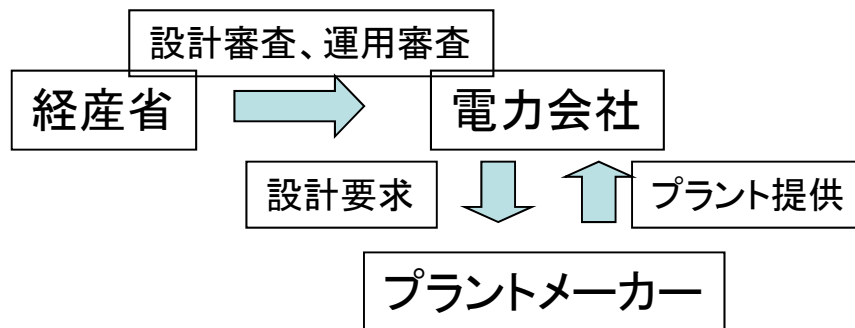 設計審査、運用審査
経産省
電力会社
設計要求
プラント提供
プラントメーカー